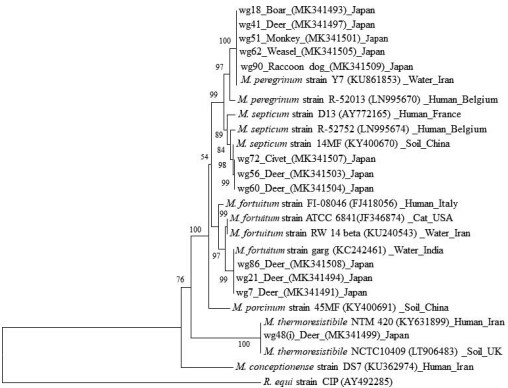 wg18_Boar_(MK341493)_Japan
wg41_Deer_(MK341497)_Japan
100
wg51_Monkey_(MK341501)_Japan
wg62_Weasel_(MK341505)_Japan
97
wg90_Raccoon dog_(MK341509)_Japan
M. peregrinum strain Y7 (KU861853) _Water_Iran
99
M. peregrinum strain R-52013 (LN995670) _Human_Belgium
M. septicum strain D13 (AY772165) _Human_France
89
M. septicum strain R-52752 (LN995674) _Human_Belgium
84
M. septicum strain 14MF (KY400670) _Soil_China
54
98
wg72_Civet_(MK341507)_Japan
wg56_Deer_(MK341503)_Japan
99
wg60_Deer_(MK341504)_Japan
M. fortuitum strain FI-08046 (FJ418056) _Human_Italy
99
M. fortuitum strain ATCC 6841(JF346874) _Cat_USA
100
M. fortuitum strain RW 14 beta (KU240543) _Water_Iran
97
M. fortuitum strain garg (KC242461) _Water_India
wg86_Deer_(MK341508)_Japan
99
wg21_Deer_(MK341494)_Japan
76
wg7_Deer_(MK341491)_Japan
M. porcinum strain 45MF (KY400691) _Soil_China
M. thermoresistibile NTM 420 (KY631899)_Human_Iran
wg48(i)_Deer_(MK341499)_Japan
100
M. thermoresistibile NCTC10409 (LT906483) _Soil_UK
M. conceptionense strain DS7 (KU362974)_Human_Iran
R. equi strain CIP (AY492285)